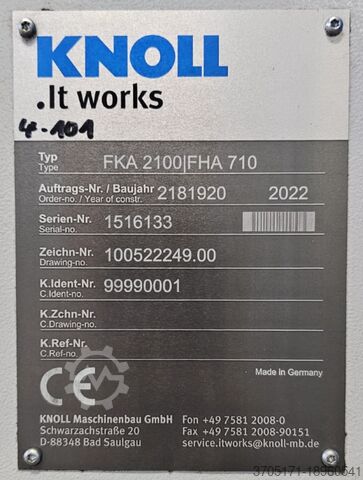 KNOLL
.It works
4-101
Typ FKA 2100|FHA 710
Type
Auftrags-Nr. / Baujahr 2181920 2022
Order-no. / Year of constr.
Serien-Nr. 1516133
Serial-no.
Zeichn-Nr. 100522249.00
Drawing-no.
K.Ident-Nr. 99990001
C.Ident-no.
K.Zchn-Nr.
C.Drawing-no.
K.Ref-Nr.
C.Ref-no.
CE
Made in Germany
KNOLL Maschinenbau GmbH Fon +49 7581 2008-0
Schwarzachstraße 20 Fax +49 7581 2008-90151
D-88348 Bad Saulgau service.itworks@knoll-mb.de
3705171-18980541